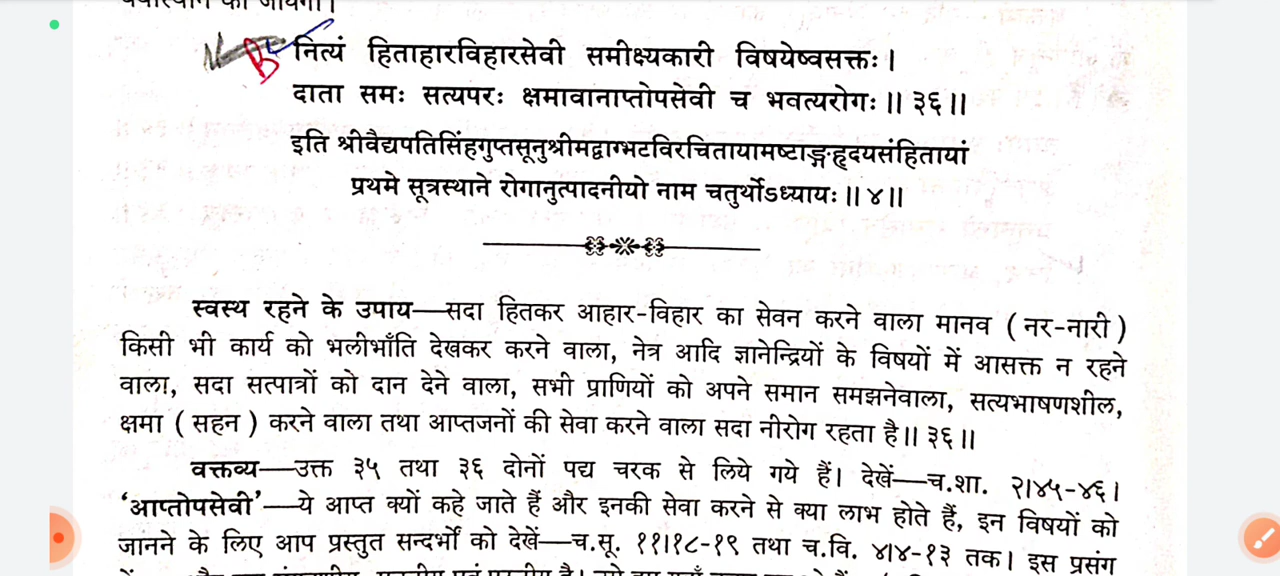 यथास्थान की जायेगी।
नित्यं हिताहारविहारसेवी समीक्ष्यकारी विषयेष्वसक्तः।
दाता समः सत्यपरः क्षमावानाप्तोपसेवी च भवत्यरोगः॥ ३६॥
इति श्रीवैद्यपतिसिंहगुप्तसूनुश्रीमद्वाग्भटविरचितायामष्टाङ्गहृदयसंहितायां
प्रथमे सूत्रस्थाने रोगानुत्पादनीयो नाम चतुर्थोऽध्यायः॥ ४॥
स्वस्थ रहने के उपाय—सदा हितकर आहार-विहार का सेवन करने वाला मानव ( नर-नारी )
किसी भी कार्य को भलीभाँति देखकर करने वाला, नेत्र आदि ज्ञानेन्द्रियों के विषयों में आसक्त न रहने
वाला, सदा सत्पात्रों को दान देने वाला, सभी प्राणियों को अपने समान समझनेवाला, सत्यभाषणशील,
क्षमा ( सहन ) करने वाला तथा आप्तजनों की सेवा करने वाला सदा नीरोग रहता है॥ ३६॥
वक्तव्य—उक्त ३५ तथा ३६ दोनों पद्य चरक से लिये गये हैं। देखें—च.शा. २।४५-४६।
‘आप्तोपसेवी’—ये आप्त क्यों कहे जाते हैं और इनकी सेवा करने से क्या लाभ होते हैं, इन विषयों को
जानने के लिए आप प्रस्तुत सन्दर्भों को देखें—च.सू. ११।१८-१९ तथा च.वि. ४।४-१३ तक। इस प्रसंग